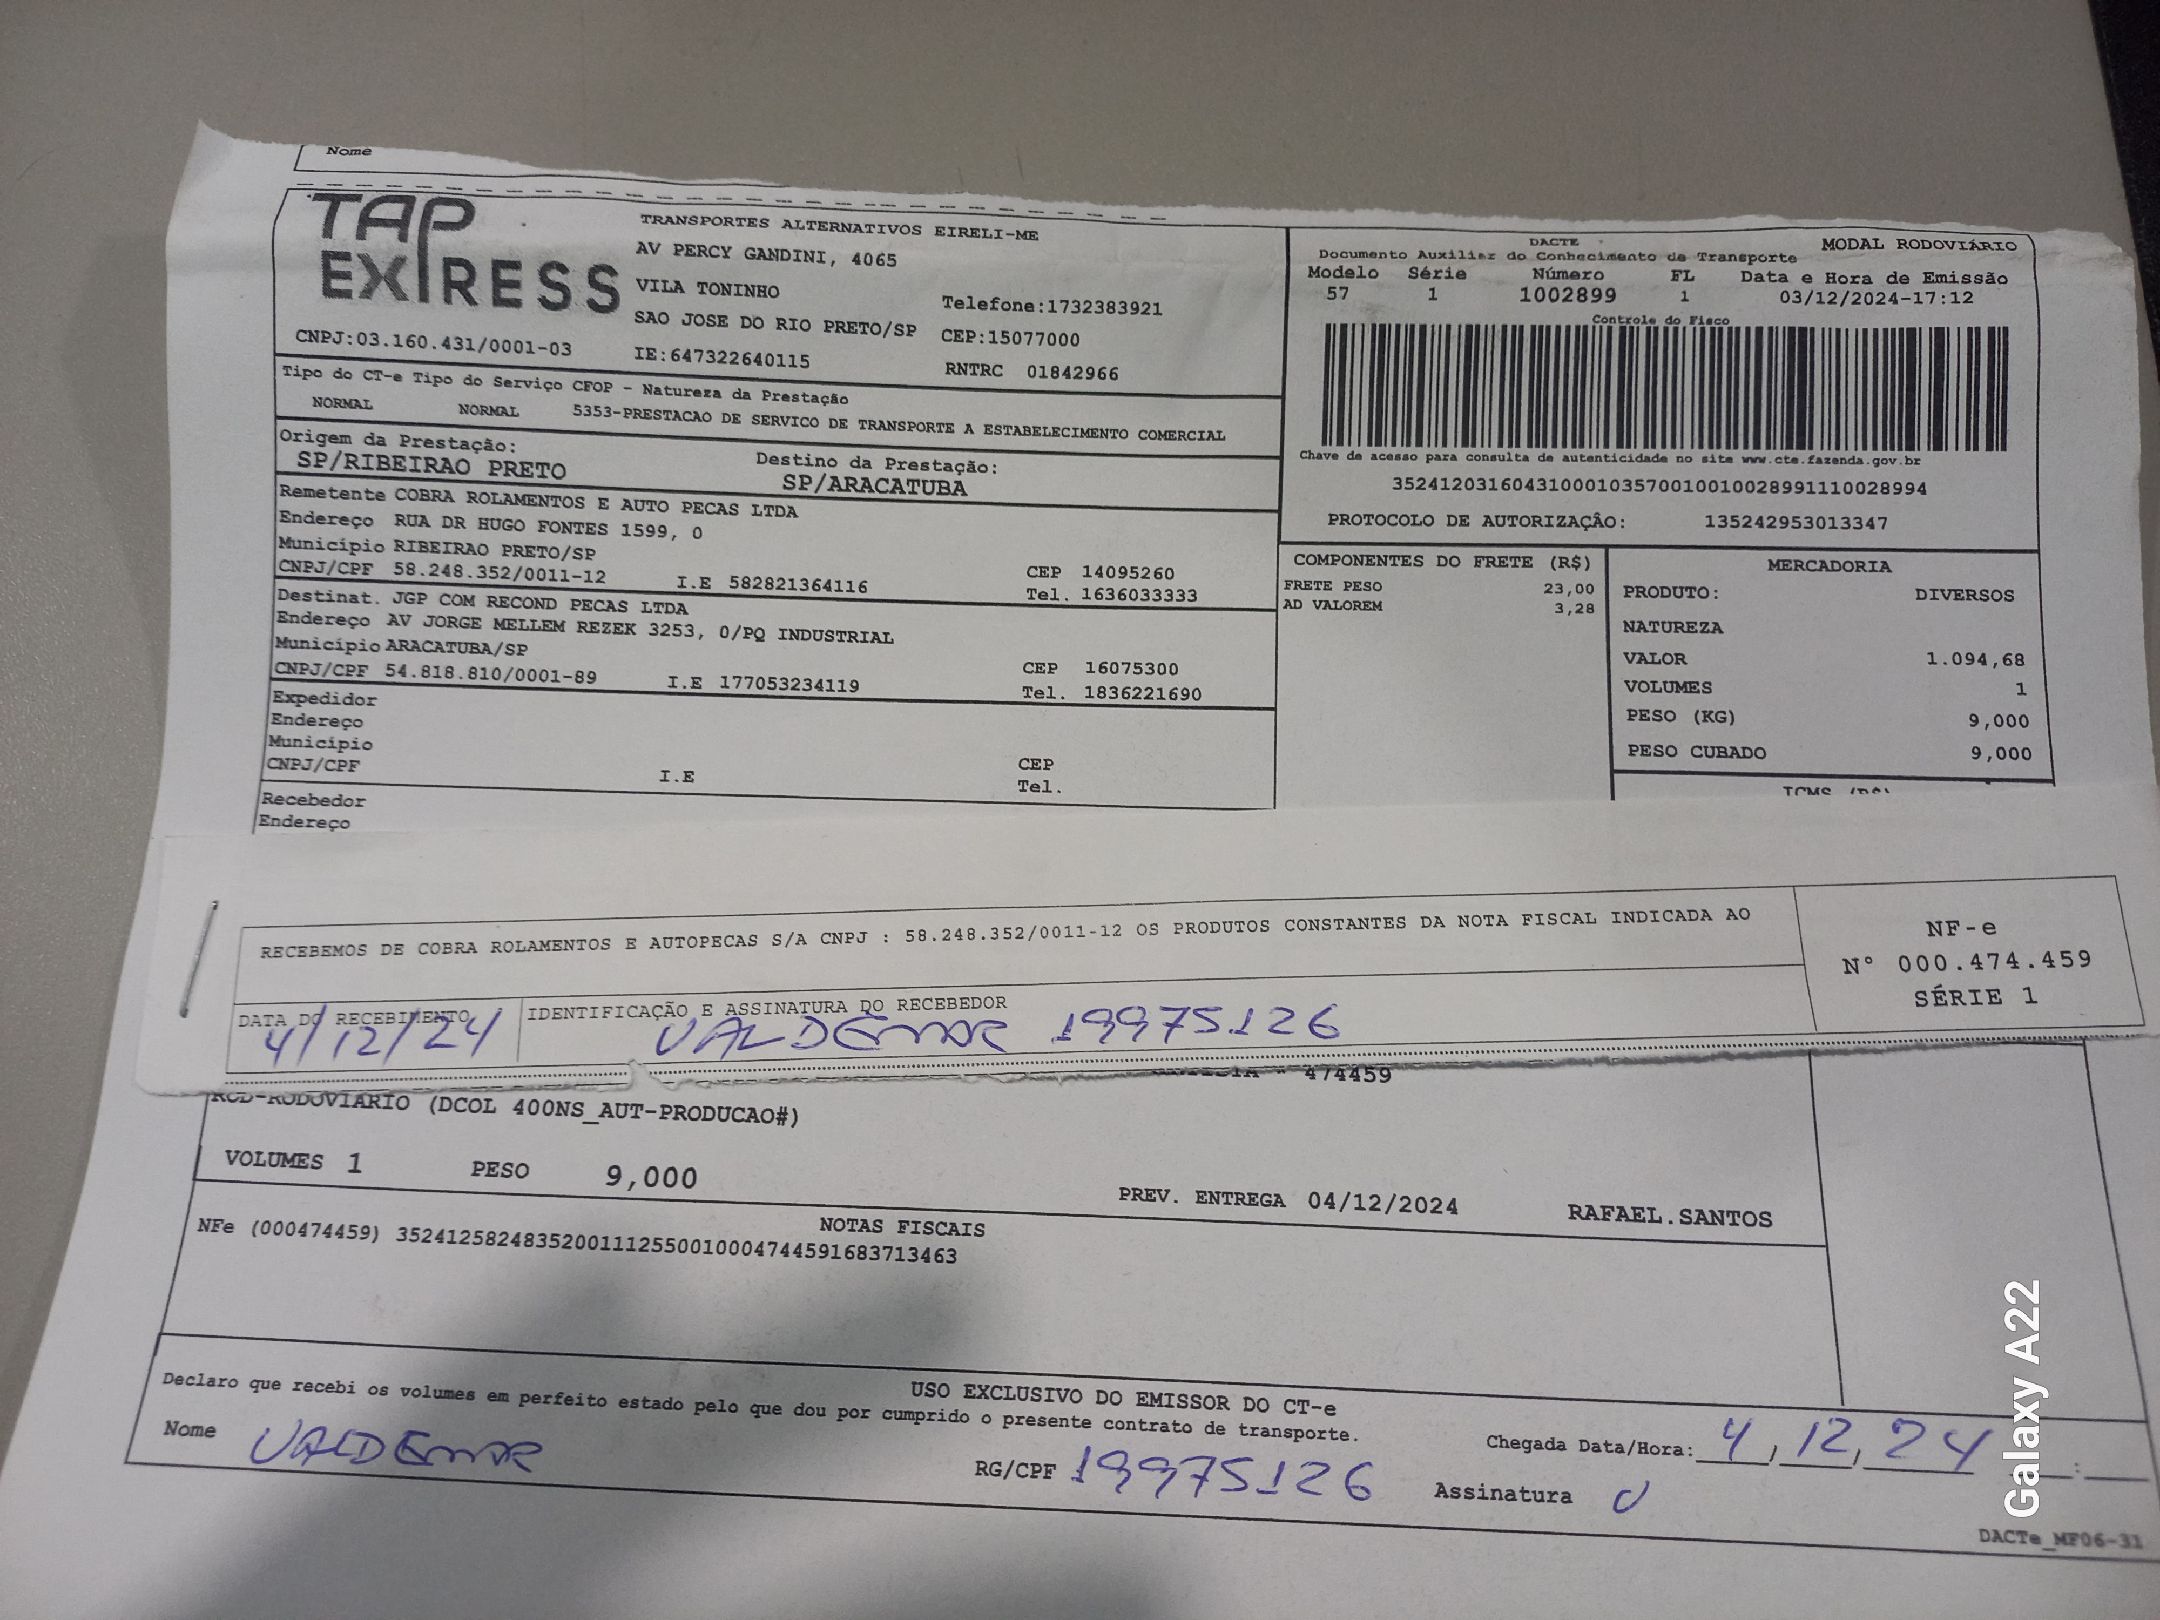 Nome
TAP
EXPRESS
TRANSPORTES ALTERNATIVOS EIRELI-ME
AV PERCY GANDINI, 4065
VILA TONINHO
Telefone:1732383921
SAO JOSE DO RIO PRETO/SP CEP:15077000
CNPJ:03.160.431/0001-03 IE:647322640115 RNTRC 01842966
DACTE MODAL RODOVIÁRIO
Documento Auxiliar do Conhecimento de Transporte
Modelo Série Número FL Data e Hora de Emissão
57 1 1002899 1 03/12/2024-17:12
Controle do Fisco
Chave de acesso para consulta de autenticidade no site www.cte.fazenda.gov.br
35241203160431000103570010010028991110028994
PROTOCOLO DE AUTORIZAÇÂO: 135242953013347
Tipo do CT-e Tipo do Serviço CFOP - Natureza da Prestação
NORMAL NORMAL 5353-PRESTACAO DE SERVICO DE TRANSPORTE A ESTABELECIMENTO COMERCIAL
Origem da Prestação: Destino da Prestação:
SP/RIBEIRAO PRETO SP/ARACATUBA
Remetente COBRA ROLAMENTOS E AUTO PECAS LTDA
Endereço RUA DR HUGO FONTES 1599, 0
Município RIBEIRAO PRETO/SP CEP 14095260
CNPJ/CPF 58.248.352/0011-12 I.E 582821364116 Tel. 1636033333
Destinat. JGP COM RECOND PECAS LTDA
Endereço AV JORGE MELLEM REZEK 3253, 0/PQ INDUSTRIAL
Município ARACATUBA/SP CEP 16075300
CNPJ/CPF 54.818.810/0001-89 I.E 177053234119 Tel. 1836221690
Expedidor
Endereço
Município CEP
CNPJ/CPF I.E Tel.
Recebedor
Endereço
COMPONENTES DO FRETE (R$)
FRETE PESO 23,00
AD VALOREM 3,28
MERCADORIA
PRODUTO: DIVERSOS
NATUREZA
VALOR 1.094,68
VOLUMES 1
PESO (KG) 9,000
PESO CUBADO 9,000
ICMS (R$)
RECEBEMOS DE COBRA ROLAMENTOS E AUTOPECAS S/A CNPJ : 58.248.352/0011-12 OS PRODUTOS CONSTANTES DA NOTA FISCAL INDICADA AO
NF-e
N° 000.474.459
SÉRIE 1
DATA DO RECEBIMENTO IDENTIFICAÇÃO E ASSINATURA DO RECEBEDOR
4/12/24 VALDEMAR 19975126
474459
RCD-RODOVIARIO (DCOL 400NS_AUT-PRODUCAO#)
VOLUMES 1 PESO 9,000 PREV. ENTREGA 04/12/2024 RAFAEL.SANTOS
NOTAS FISCAIS
NFe (000474459) 35241258248352001112550010004744591683713463
USO EXCLUSIVO DO EMISSOR DO CT-e
Declaro que recebi os volumes em perfeito estado pelo que dou por cumprido o presente contrato de transporte.
Nome VALDEMAR RG/CPF 19975126 Chegada Data/Hora: 4, 12, 24 :
Assinatura V
DACTe_MF06-31
Galaxy A22